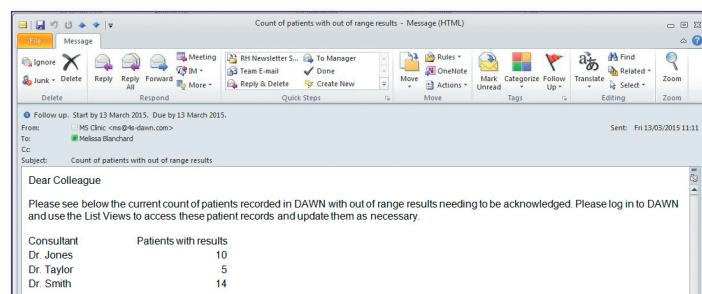 Count of patients with out of range results - Message (HTML)
File Message
Ignore
Junk
Delete
Reply
Reply All
Forward
Meeting
IM
More
RH Newsletter S...
Team E-mail
Reply & Delete
To Manager
Done
Create New
Move
Rules
OneNote
Actions
Mark Unread
Categorize
Follow Up
Translate
Find
Related
Select
Zoom
Delete Respond Quick Steps Move Tags Editing Zoom
Follow up. Start by 13 March 2015. Due by 13 March 2015.
From: MS Clinic <ms@4s-dawn.com> Sent: Fri 13/03/2015 11:11
To: Melissa Blanchard
Cc:
Subject: Count of patients with out of range results
Dear Colleague
Please see below the current count of patients recorded in DAWN with out of range results needing to be acknowledged. Please log in to DAWN
and use the List Views to access these patient records and update them as necessary.
Consultant Patients with results
Dr. Jones 10
Dr. Taylor 5
Dr. Smith 14